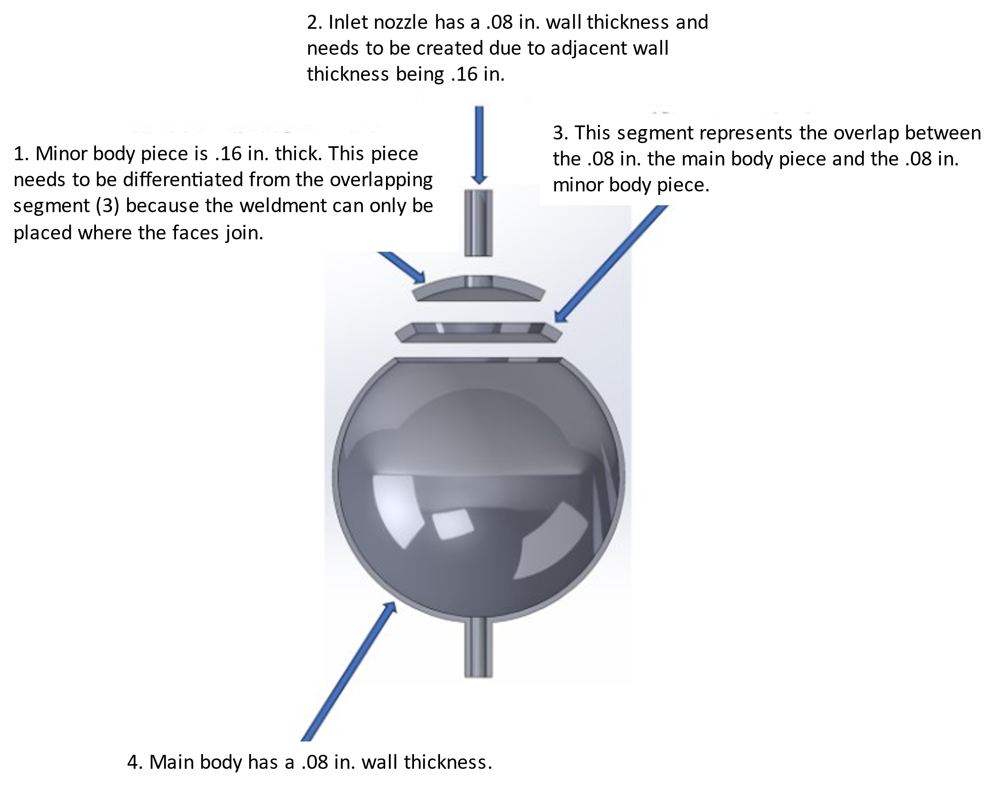 2. Inlet nozzle has a .08 in. wall thickness and
needs to be created due to adjacent wall
thickness being .16 in.
1. Minor body piece is .16 in. thick. This piece
needs to be differentiated from the overlapping
segment (3) because the weldment can only be
placed where the faces join.
3. This segment represents the overlap between
the .08 in. the main body piece and the .08 in.
minor body piece.
4. Main body has a .08 in. wall thickness.